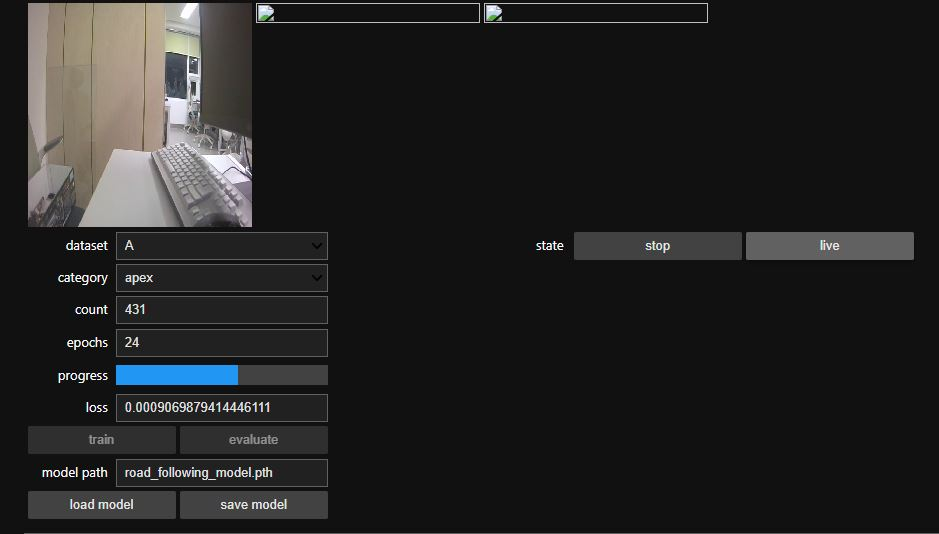 dataset A state stop live
category apex
count 431
epochs 24
progress
loss 0.0009069879414446111
train evaluate
model path road_following_model.pth
load model save model